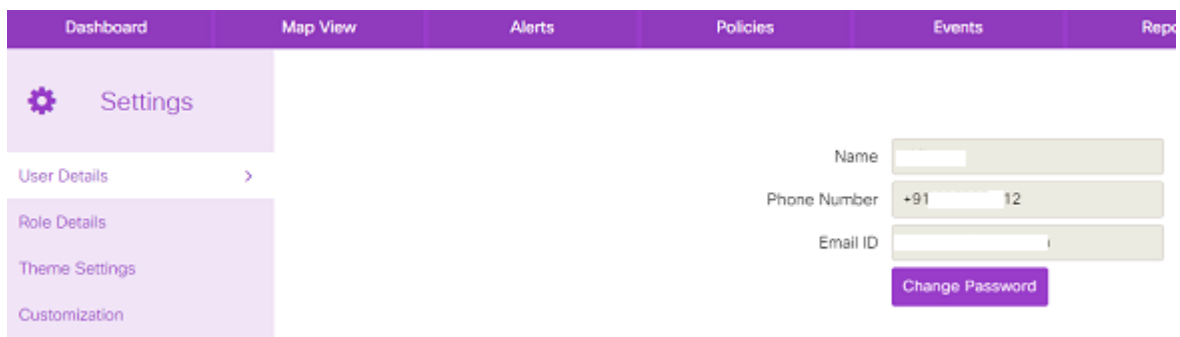 Dashboard Map View Alerts Policies Events Repo
Settings
Name
User Details >
Phone Number +91 12
Role Details
Email ID
Theme Settings
Change Password
Customization